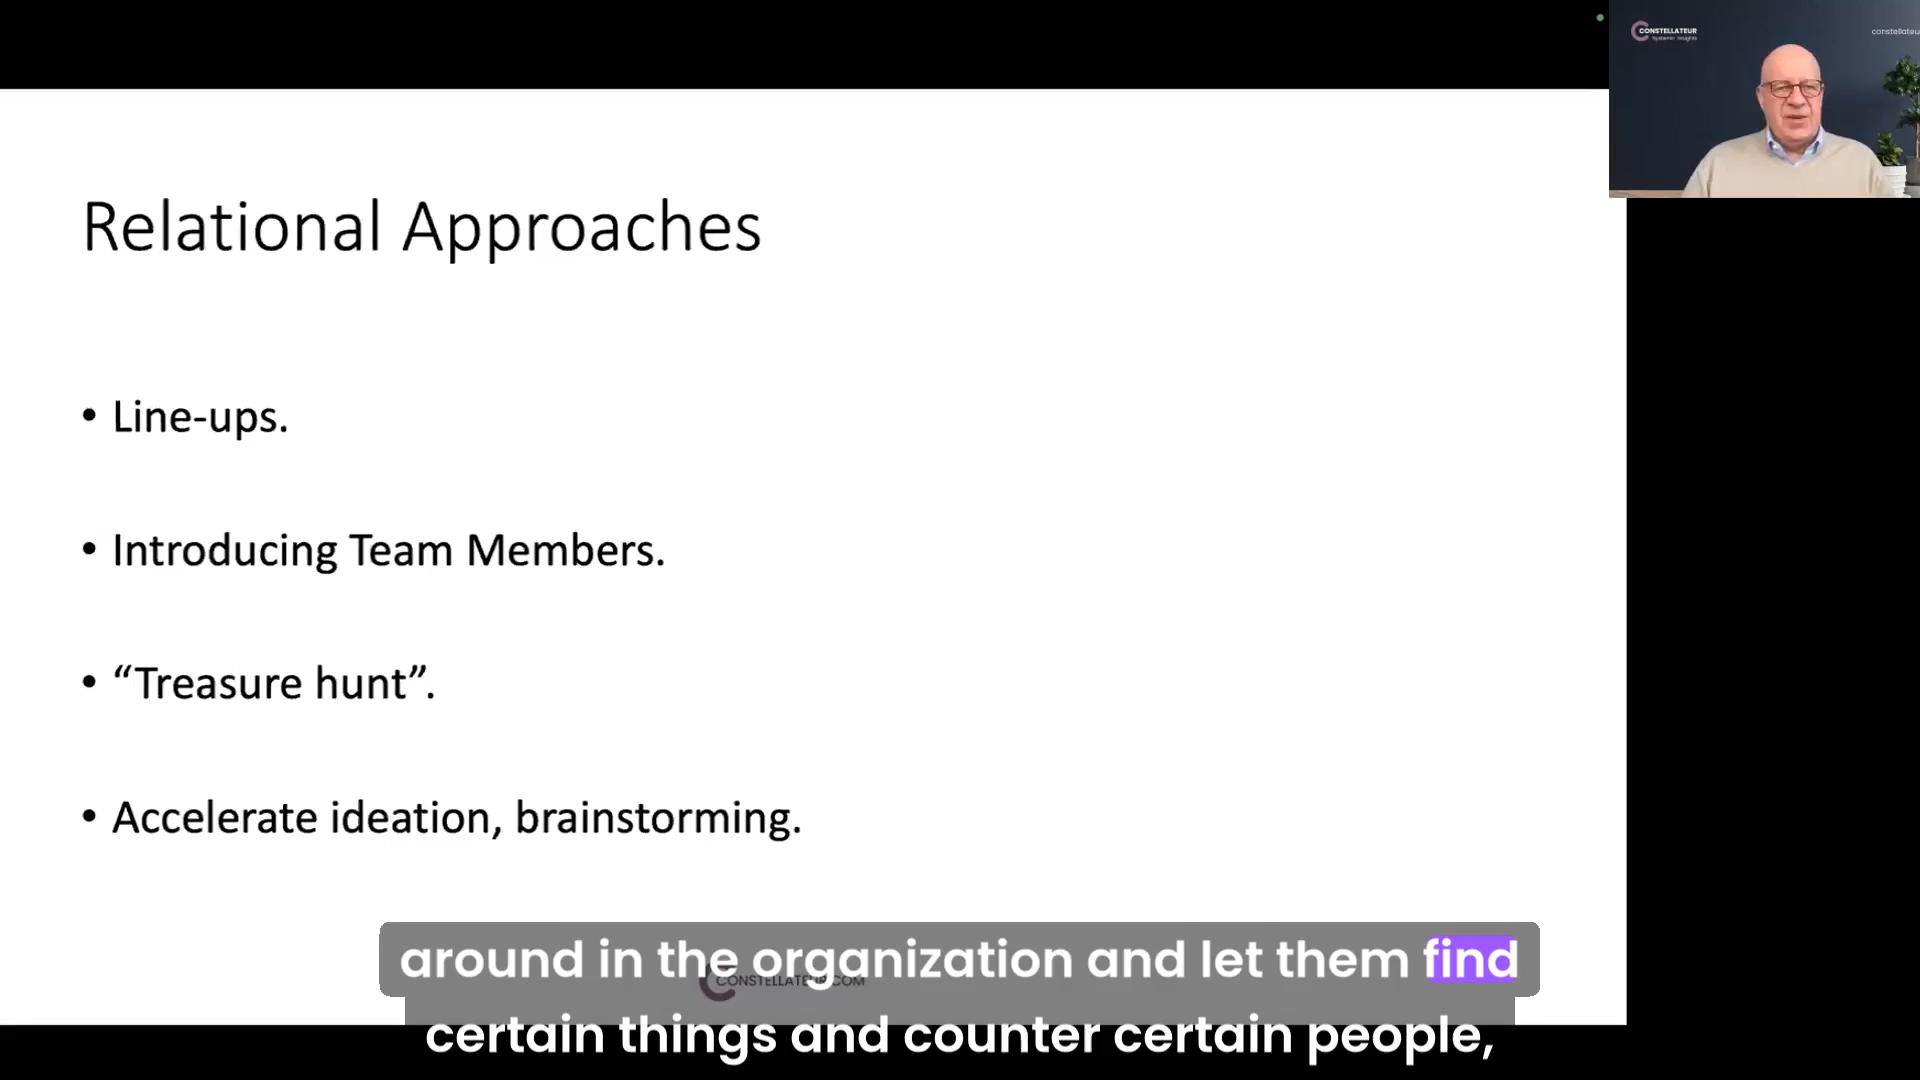 CONSTELLATEUR
Systemic Insights
constellateu
Relational Approaches
• Line-ups.
• Introducing Team Members.
• “Treasure hunt”.
• Accelerate ideation, brainstorming.
around in the organization and let them find
CONSTELLATEUR.COM
certain things and counter certain people,